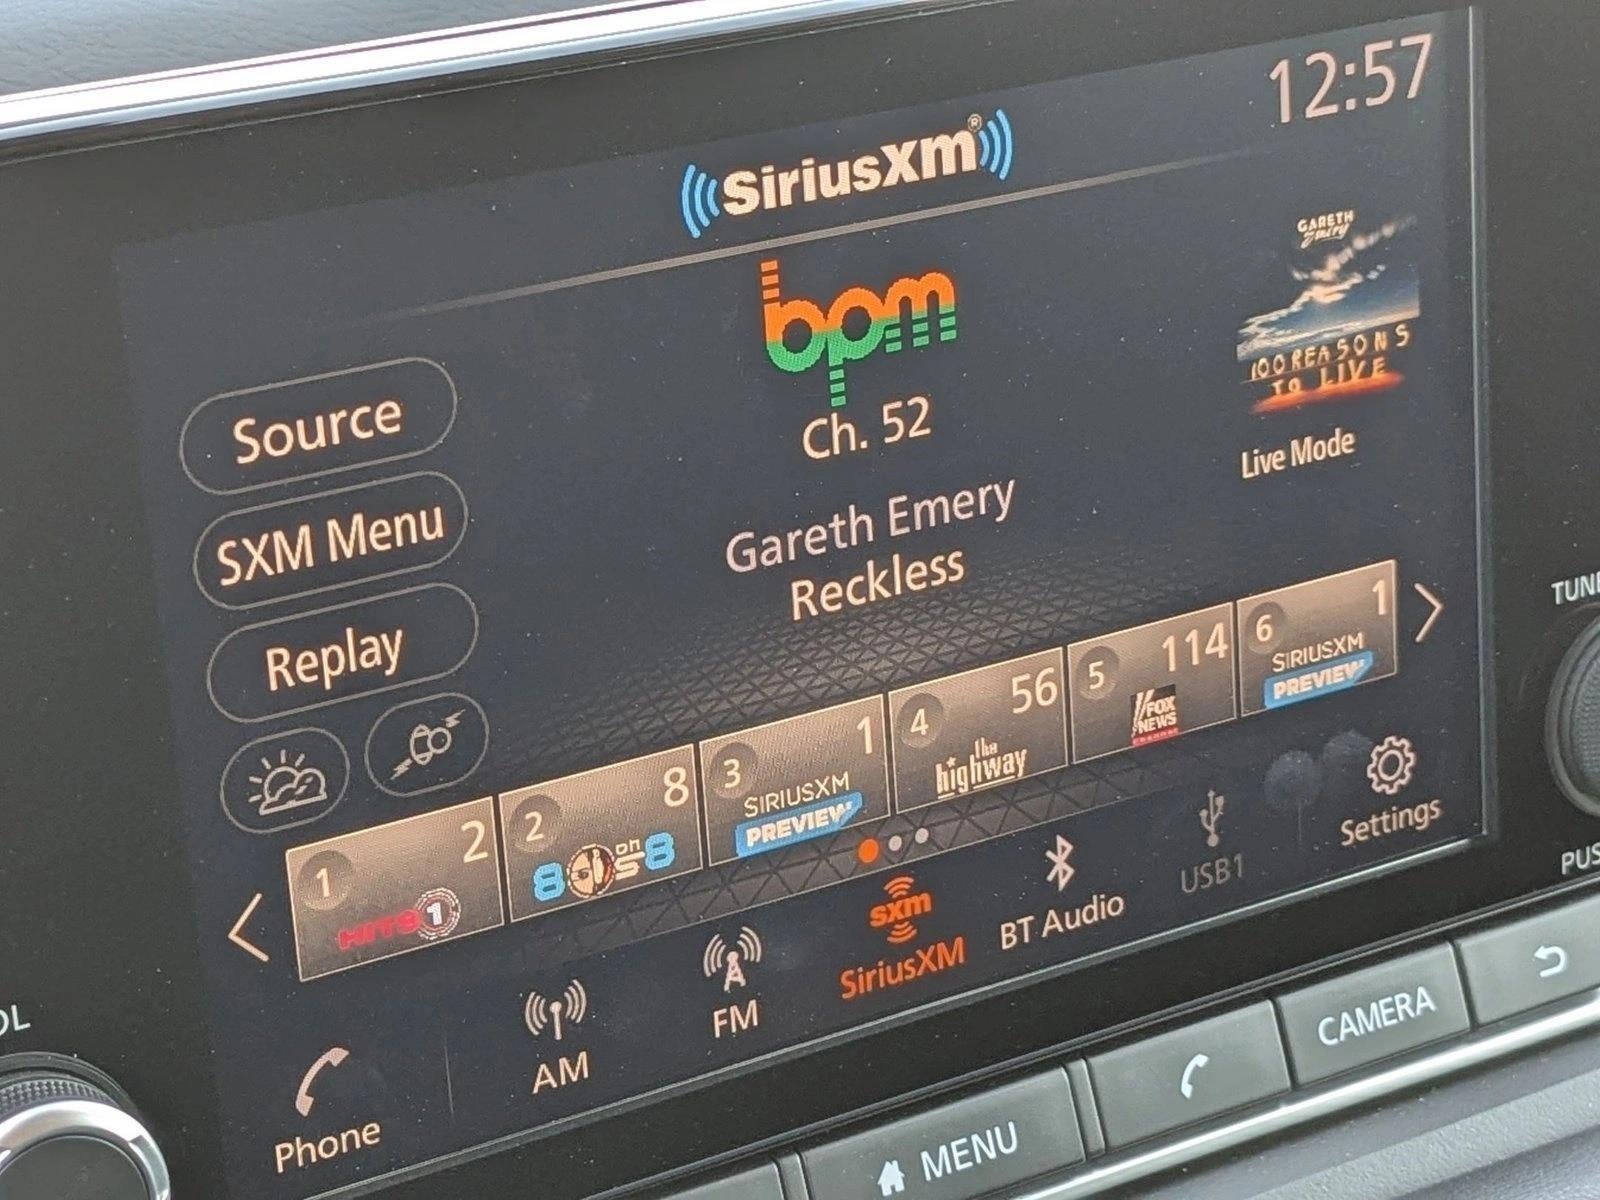 12:57
SiriusXm®
bpm
Ch. 52
GARETH
Emery
100 REASONS
TO LIVE
Live Mode
Source
SXM Menu
Replay
Gareth Emery
Reckless
1 2
HITS 1
2 8
80s on 8
3 1
SIRIUSXM
PREVIEW
4 56
the
highway
5 114
FOX
NEWS
channel
6 1
SIRIUSXM
PREVIEW
Phone
AM
FM
sxm
SiriusXM
BT Audio
USB1
Settings
TUNE
PUS
OL
MENU
CAMERA